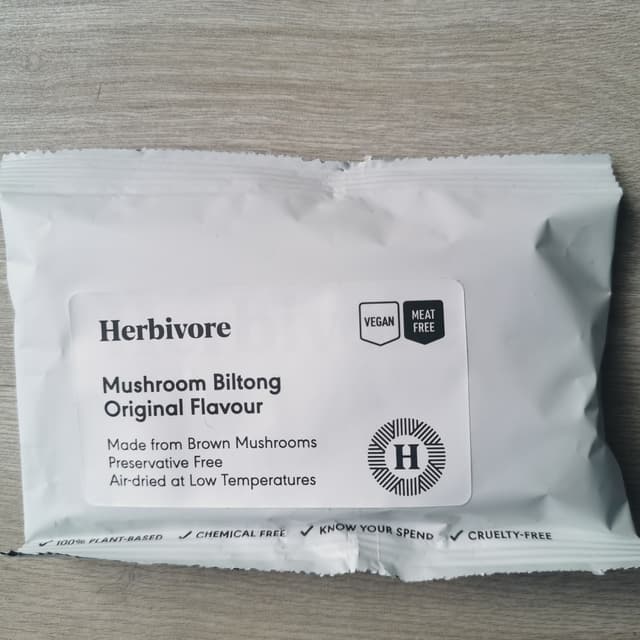 Herbivore
VEGAN
MEAT
FREE
Mushroom Biltong
Original Flavour
Made from Brown Mushrooms
Preservative Free
Air-dried at Low Temperatures
H
✓ 100% PLANT-BASED ✓ CHEMICAL FREE ✓ KNOW YOUR SPEND ✓ CRUELTY-FREE